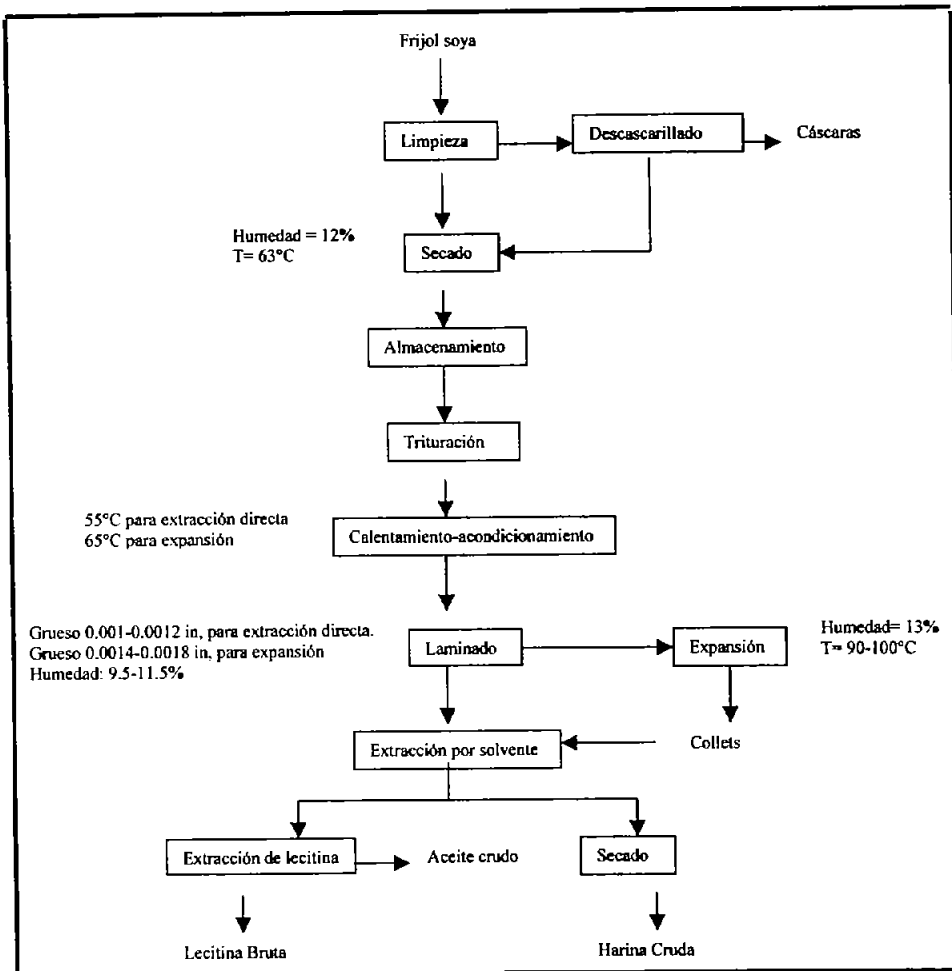 Frijol soya
Limpieza
Descascarillado
Cáscaras
Humedad = 12%
T= 63°C
Secado
Almacenamiento
Trituración
55°C para extracción directa
65°C para expansión
Calentamiento-acondicionamiento
Grueso 0.001-0.0012 in, para extracción directa.
Grueso 0.0014-0.0018 in, para expansión
Humedad: 9.5-11.5%
Laminado
Expansión
Humedad= 13%
T= 90-100°C
Extracción por solvente
Collets
Extracción de lecitina
Aceite crudo
Secado
Lecitina Bruta
Harina Cruda